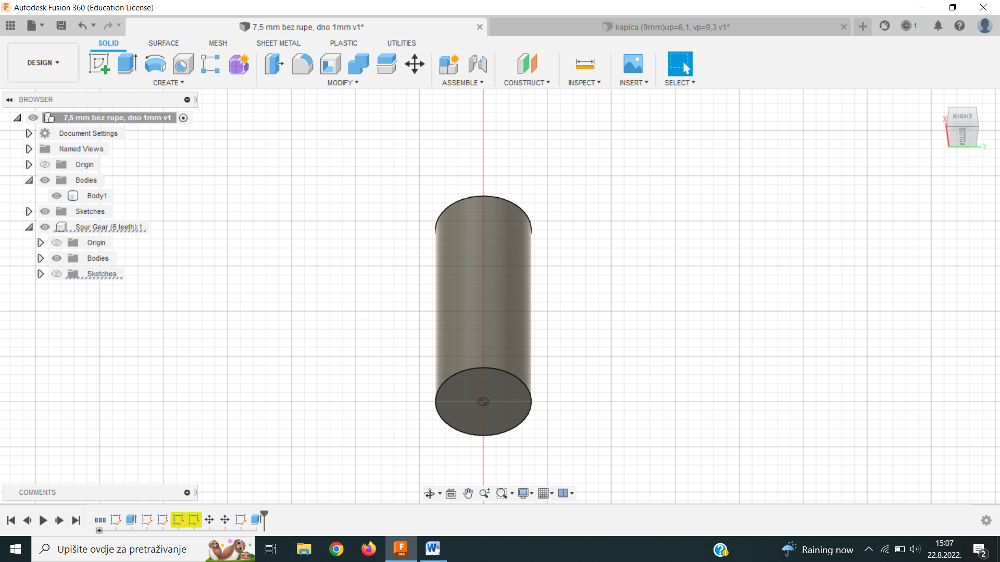 Autodesk Fusion 360 (Education License)
7,5 mm bez rupe, dno 1mm v1*
kapica (9mm)up=8,1, vp=9,3 v1*
1
SOLID SURFACE MESH SHEET METAL PLASTIC UTILITIES
DESIGN
CREATE MODIFY ASSEMBLE CONSTRUCT INSPECT INSERT SELECT
BROWSER
7,5 mm bez rupe, dno 1mm v1
Document Settings
Named Views
Origin
Bodies
Body1
Sketches
Spur Gear (6 teeth):1
Origin
Bodies
Sketches
X
RIGHT
BOTTOM
Y
COMMENTS
Upišite ovdje za pretraživanje
F
360
W
Raining now
15:07
22.8.2022.
2